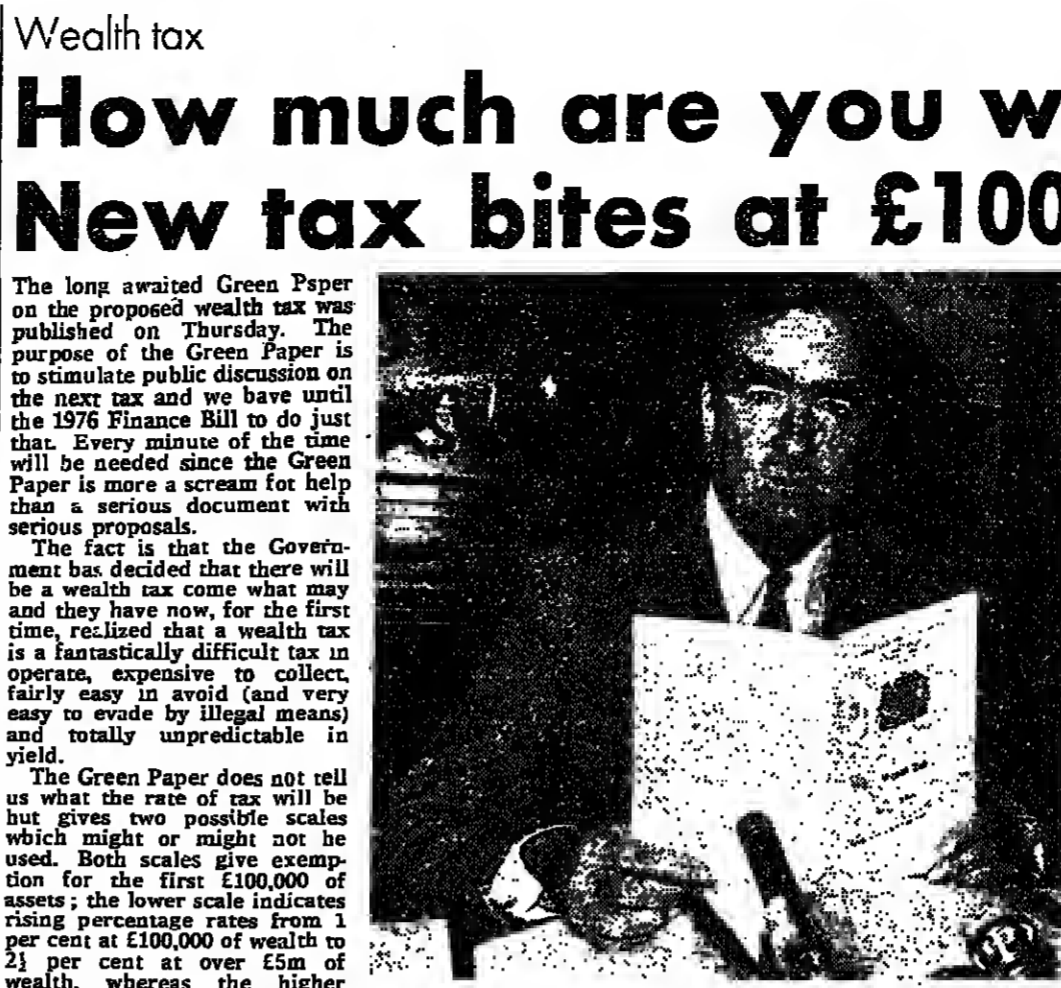 Wealth tax
How much are you w
New tax bites at £100
The long awaited Green Psper
on the proposed wealth tax was
published on Thursday. The
purpose of the Green Paper is
to stimulate public discussion on
the next tax and we bave until
the 1976 Finance Bill to do just
that. Every minute of the time
will be needed since the Green
Paper is more a scream fot help
than a serious document with
serious proposals.
The fact is that the Govern-
ment bas decided that there will
be a wealth tax come what may
and they have now, for the first
time, realized that a wealth tax
is a fantastically difficult tax in
operate, expensive to collect,
fairly easy in avoid (and very
easy to evade by illegal means)
and totally unpredictable in
yield.
The Green Paper does not tell
us what the rate of tax will be
hut gives two possible scales
which might or might not he
used. Both scales give exemp-
tion for the first £100,000 of
assets; the lower scale indicates
rising percentage rates from 1
per cent at £100,000 of wealth to
2½ per cent at over £5m of
wealth, whereas the higher